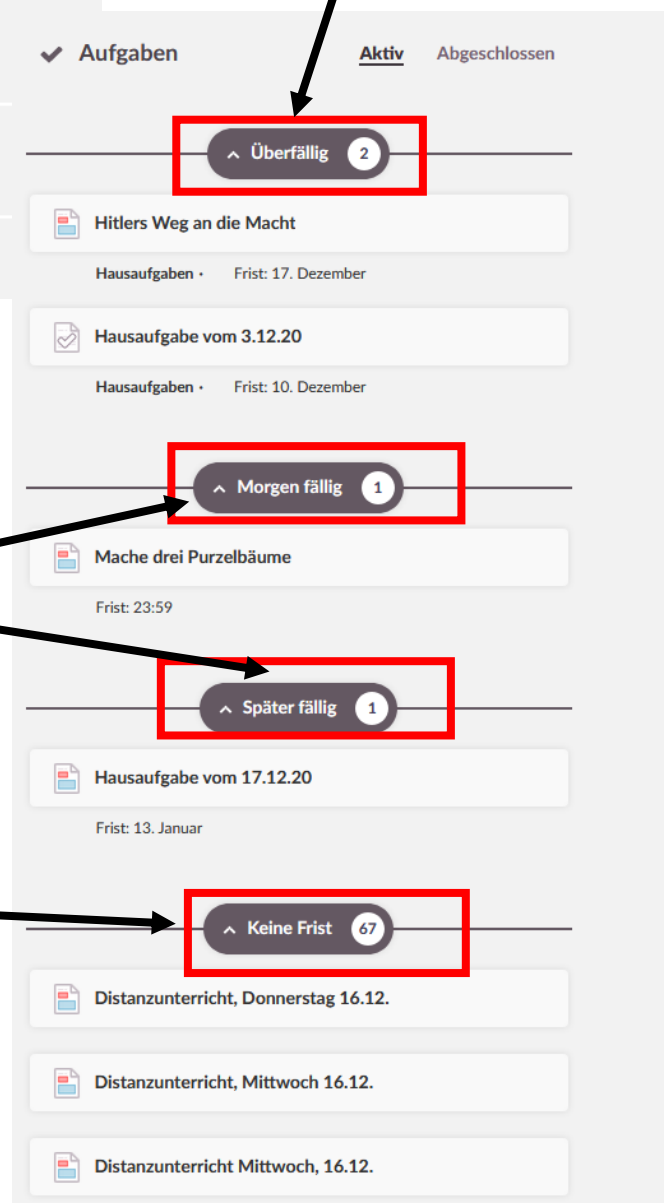 Aufgaben Aktiv Abgeschlossen
Überfällig 2
Hitlers Weg an die Macht
Hausaufgaben · Frist: 17. Dezember
Hausaufgabe vom 3.12.20
Hausaufgaben · Frist: 10. Dezember
Morgen fällig 1
Mache drei Purzelbäume
Frist: 23:59
Später fällig 1
Hausaufgabe vom 17.12.20
Frist: 13. Januar
Keine Frist 67
Distanzunterricht, Donnerstag 16.12.
Distanzunterricht, Mittwoch 16.12.
Distanzunterricht Mittwoch, 16.12.